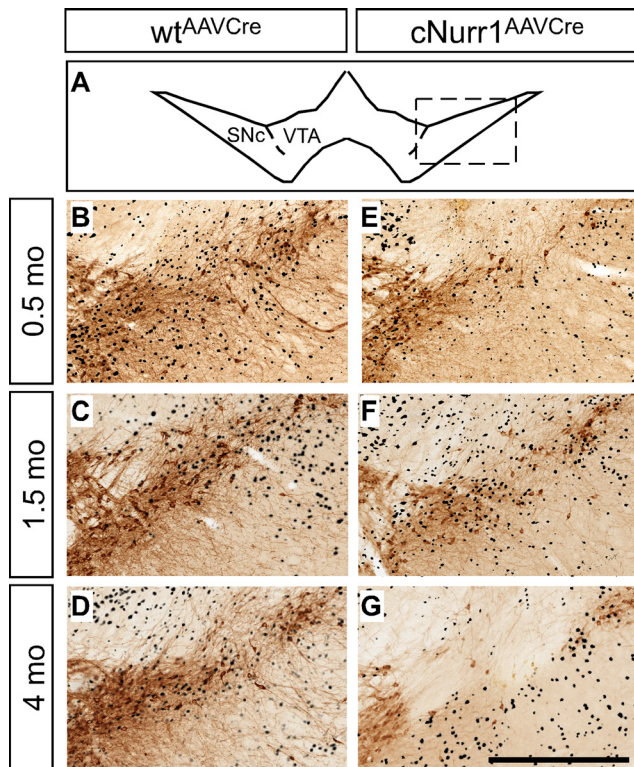 wtAAVCre
cNurr1AAVCre
A
SNc
VTA
0.5 mo
B
E
1.5 mo
C
F
4 mo
D
G